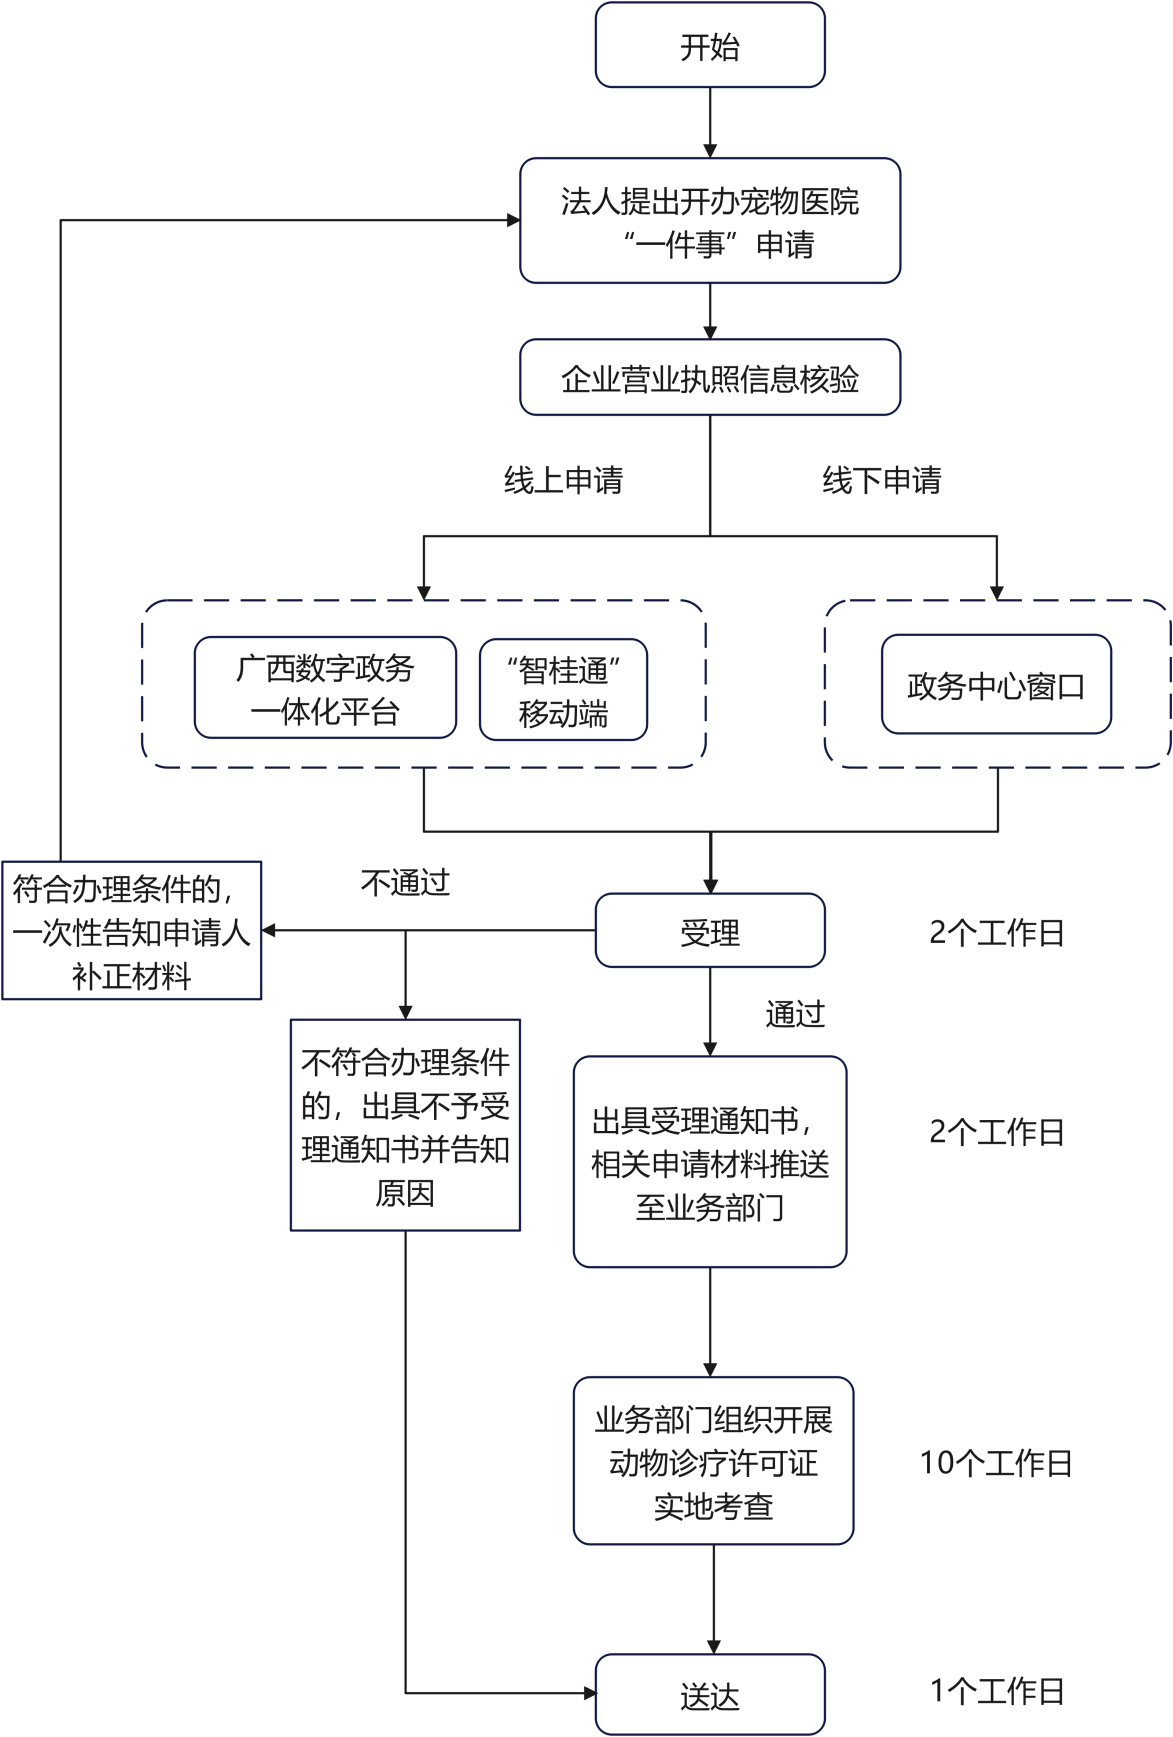 开始
法人提出开办宠物医院
“一件事” 申请
企业营业执照信息核验
线上申请
线下申请
广西数字政务
一体化平台
“智桂通”
移动端
政务中心窗口
不通过
符合办理条件的，
一次性告知申请人
补正材料
受理
2个工作日
通过
不符合办理条件
的，出具不予受
理通知书并告知
原因
出具受理通知书，
相关申请材料推送
至业务部门
2个工作日
业务部门组织开展
动物诊疗许可证
实地考查
10个工作日
送达
1个工作日